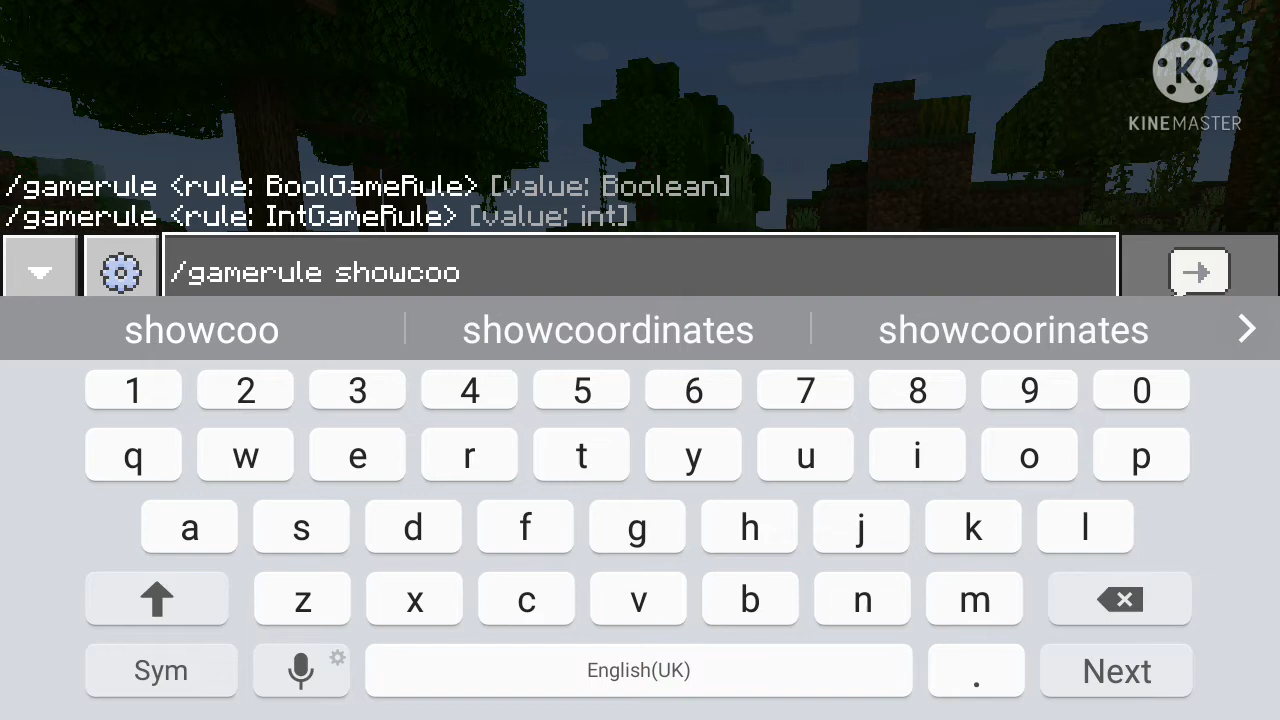 K
KINEMASTER
/gamerule <rule: BoolGameRule> [value: Boolean]
/gamerule <rule: IntGameRule> [value: int]
/gamerule showcoo
showcoo showcoordinates showcoorinates
1 2 3 4 5 6 7 8 9 0
q w e r t y u i o p
a s d f g h j k l
z x c v b n m
Sym English(UK) . Next